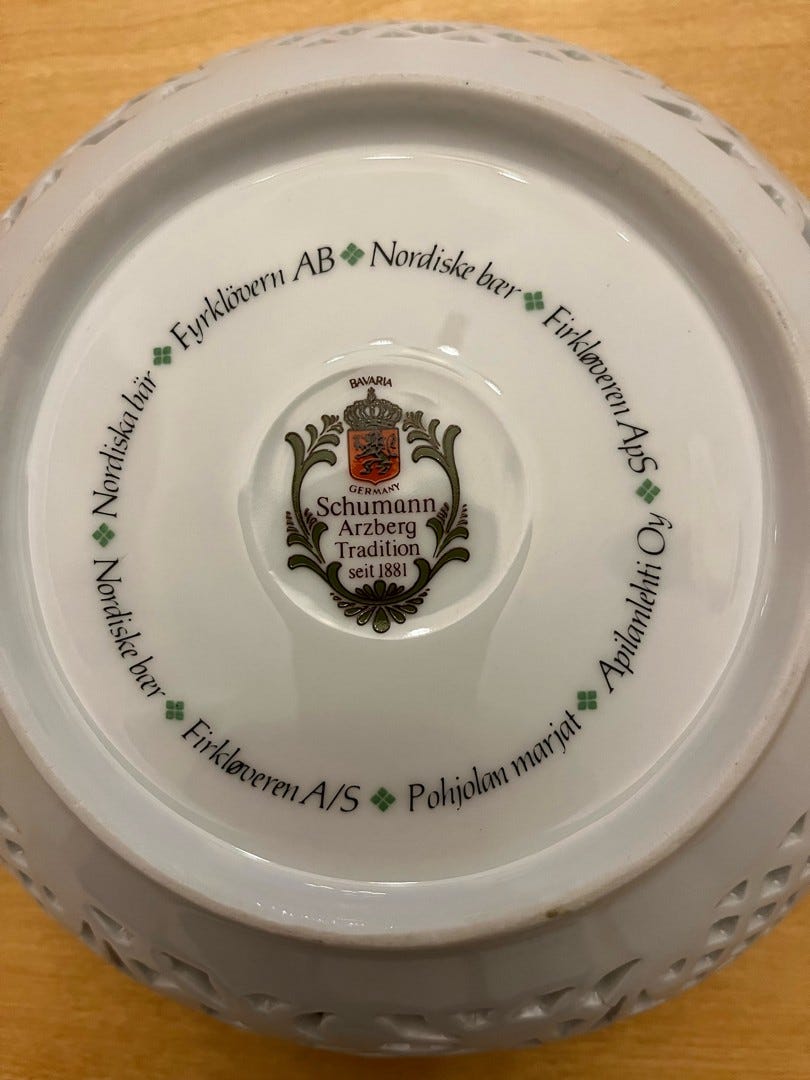 Fyrklövern AB
Nordiske bær
Firkløveren ApS
Apilanlehti Oy
Pohjolan marjat
Firkløveren A/S
Nordiske bær
Nordiska bär
BAVARIA
GERMANY
Schumann
Arzberg
Tradition
seit 1881